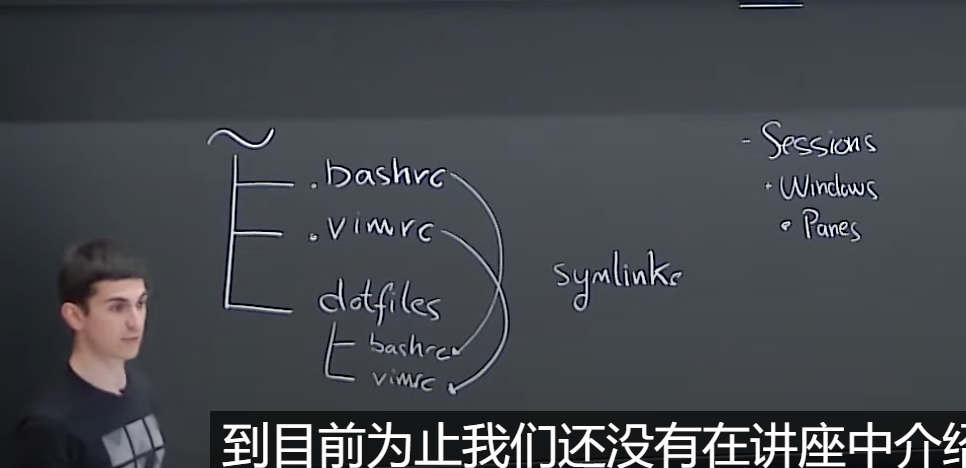 ~
.bashrc
.vimrc
dotfiles
bashrc
vimrc
symlinks
- Sessions
· Windows
• Panes
到目前为止我们还没有在讲座中介绍